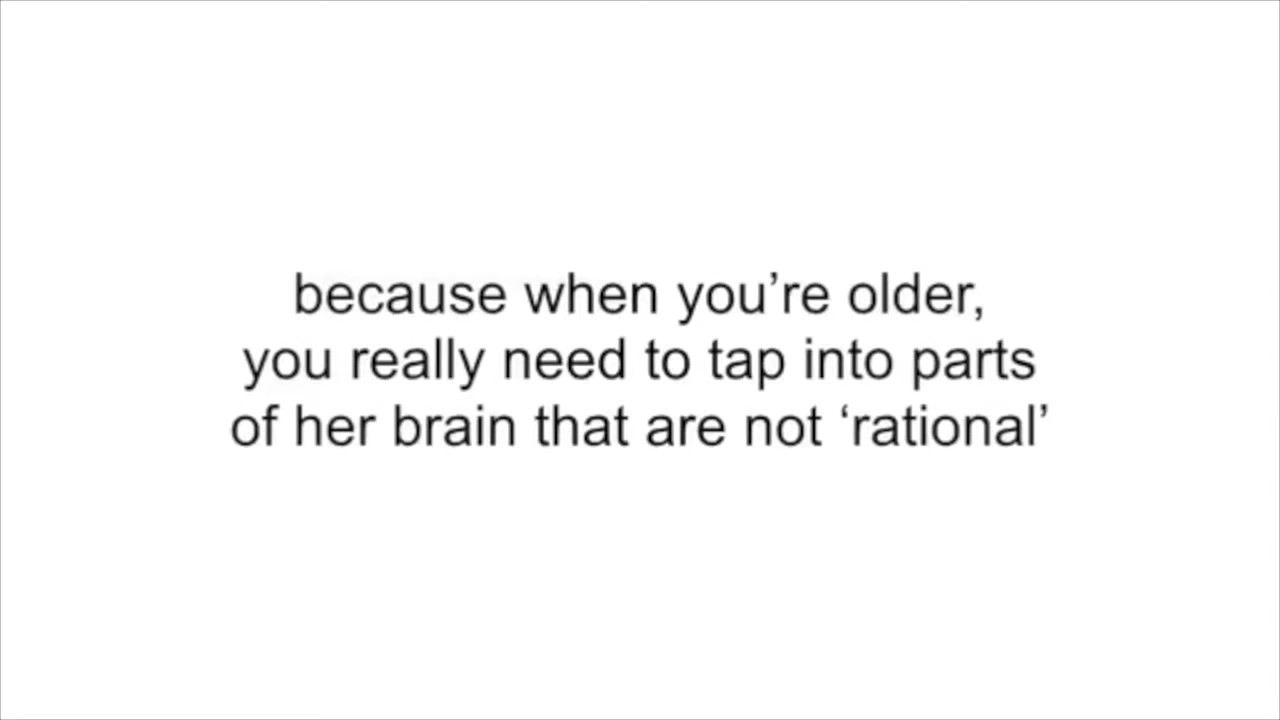 because when you’re older,
you really need to tap into parts
of her brain that are not ‘rational’